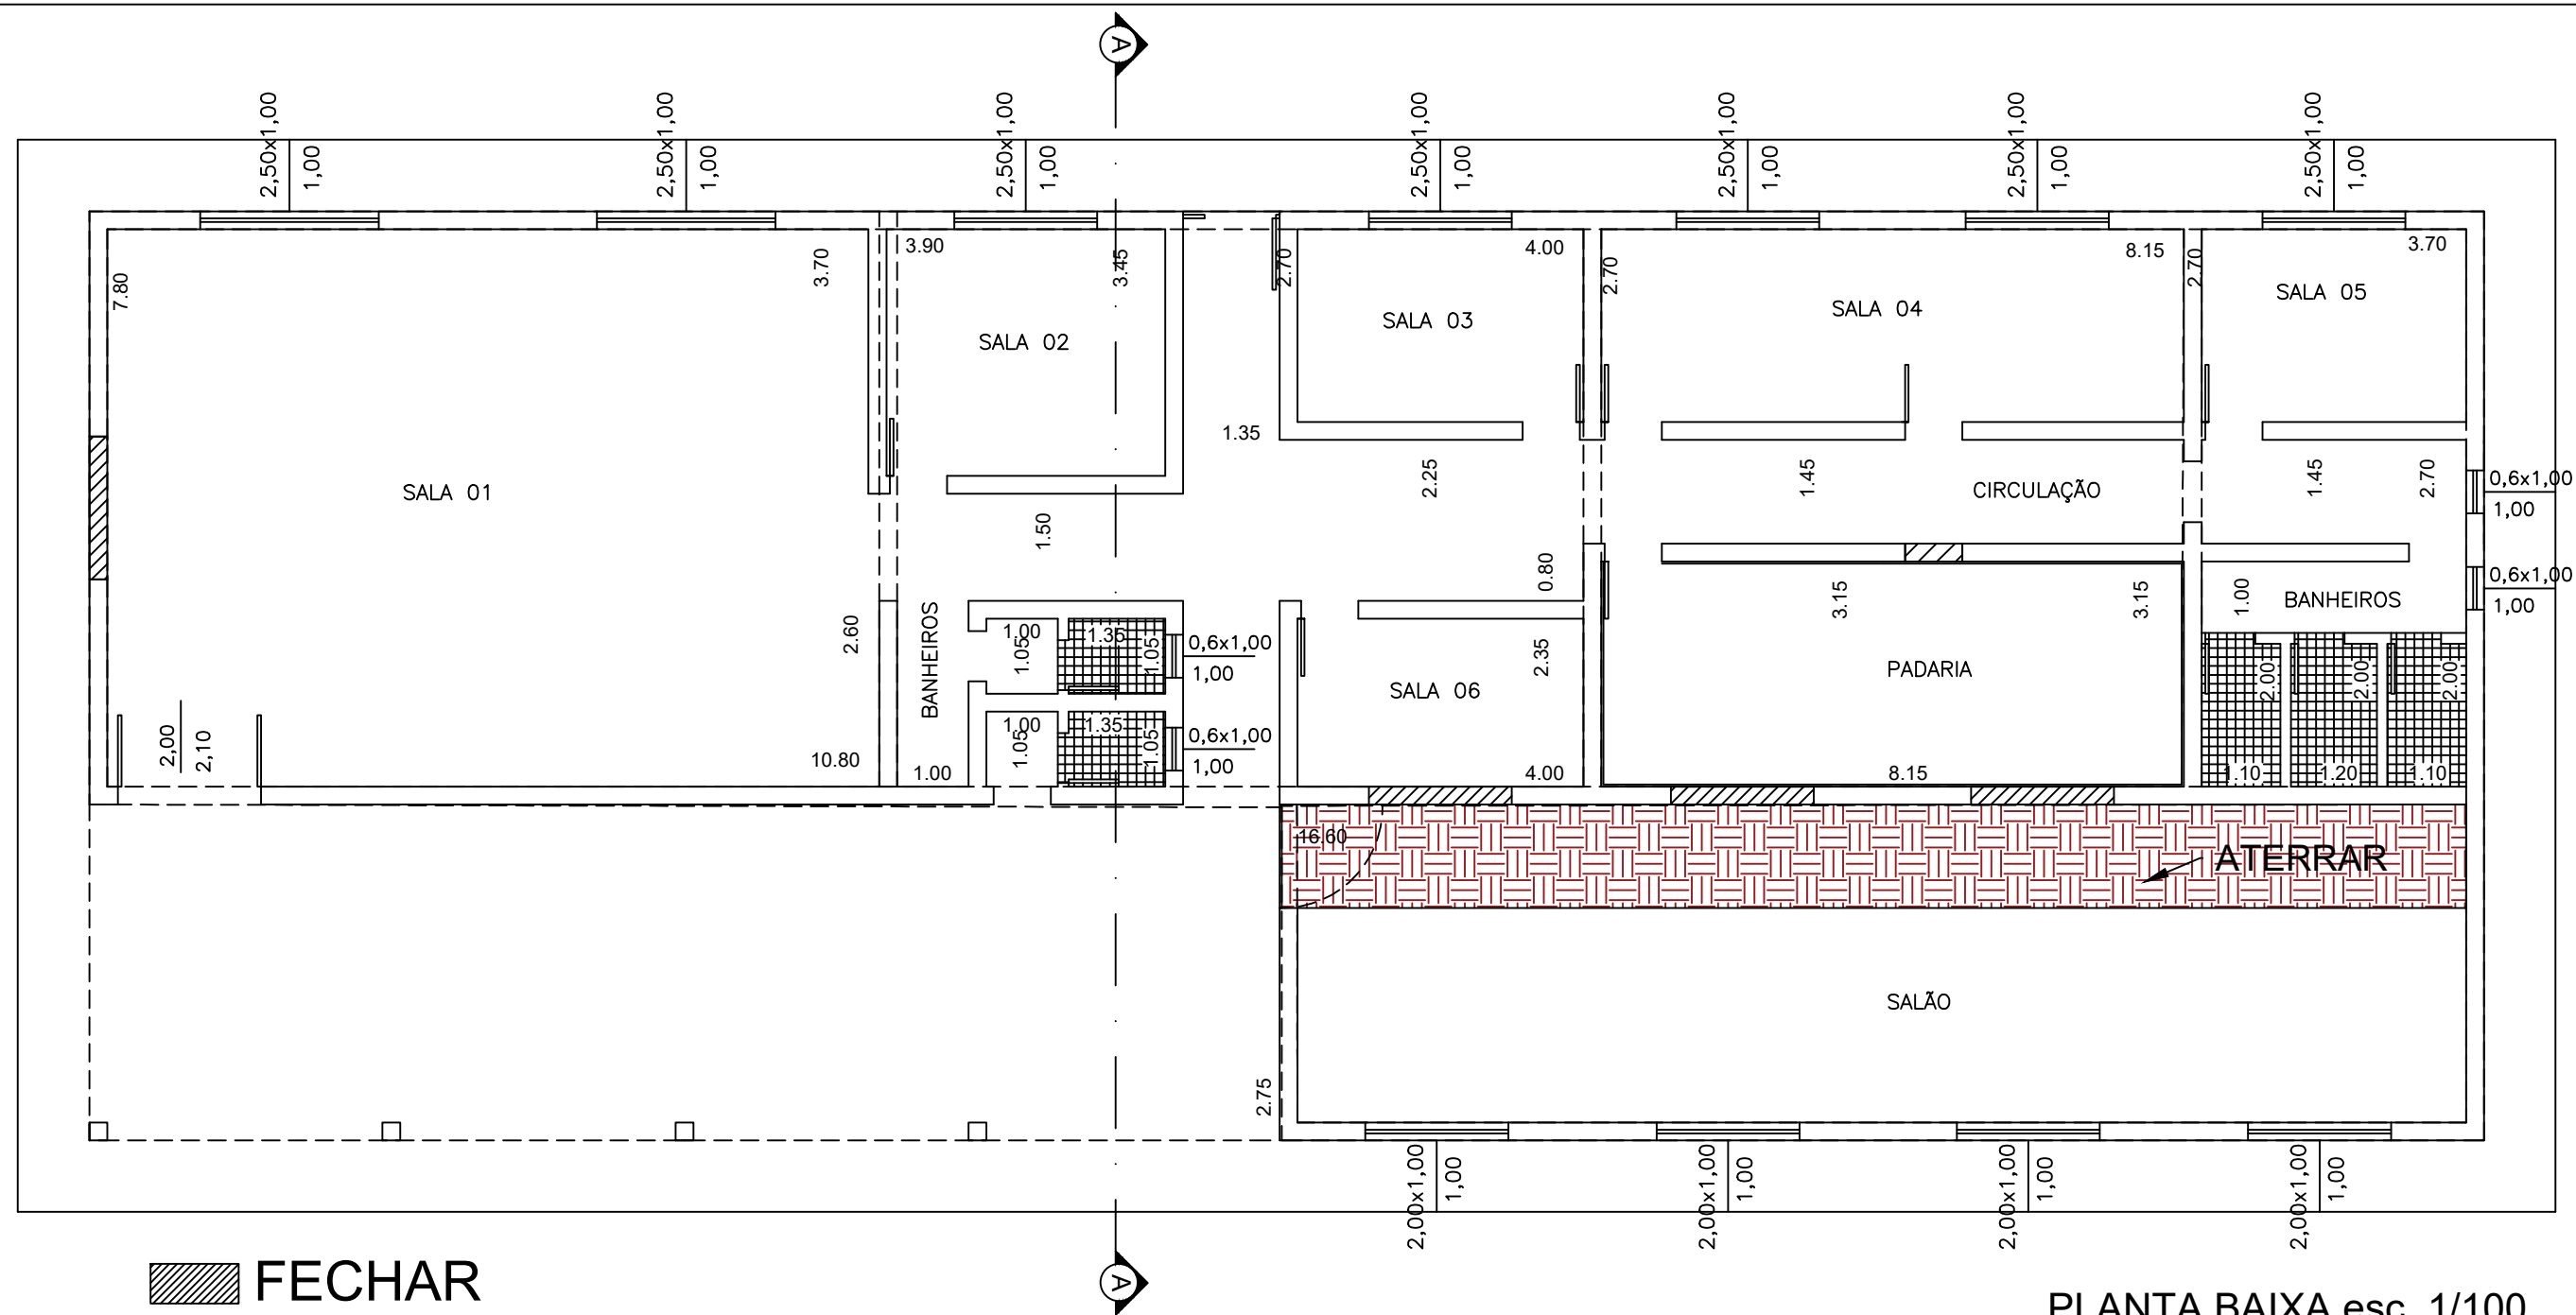 A
2,50x1,00
1,00
2,50x1,00
1,00
2,50x1,00
1,00
2,50x1,00
1,00
2,50x1,00
1,00
2,50x1,00
1,00
2,50x1,00
1,00
7.80
3.70
3.90
3.45
2.70
4.00
2.70
8.15
2.70
3.70
SALA 01
SALA 02
SALA 03
SALA 04
SALA 05
1.35
2.25
1.45
CIRCULAÇÃO
1.45
2.70
0,6x1,00
1,00
1.50
0.80
0,6x1,00
1,00
2.60
BANHEIROS
1.00
1.35
1.05
1.05
0,6x1,00
1,00
1.00
1.35
1.05
1.05
0,6x1,00
1,00
2,00
2,10
10.80
1.00
SALA 06
2.35
4.00
3.15
3.15
PADARIA
8.15
1.00
BANHEIROS
2.00
2.00
2.00
1.10
1.20
1.10
16.60
ATERRAR
SALÃO
2.75
2,00x1,00
1,00
2,00x1,00
1,00
2,00x1,00
1,00
2,00x1,00
1,00
FECHAR
A
PLANTA BAIXA esc. 1/100